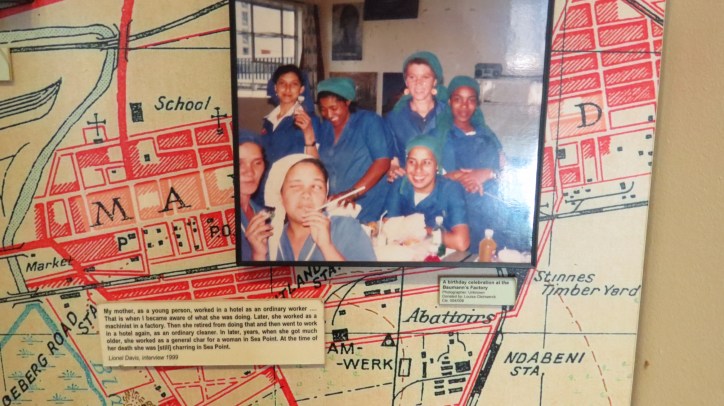 School
D
MA
P
PO
Market
STA.
ROAD
STA.
Stinnes
Timber Yard
Abattoirs
AM-
WERK
NDABENI
STA.
A birthday celebration at the
Baumann's Factory
Photographer: Unknown
My mother, as a young person, worked in a hotel as an ordinary worker ....
That is when I became aware of what she was doing. Later, she worked as a
machinist in a factory. Then she retired from doing that and then went to work
in a hotel again, as an ordinary cleaner. In later, years, when she got much
older, she worked as a general char for a woman in Sea Point. At the time of
her death she was [still] charring in Sea Point.
Lionel Davis, interview 1999